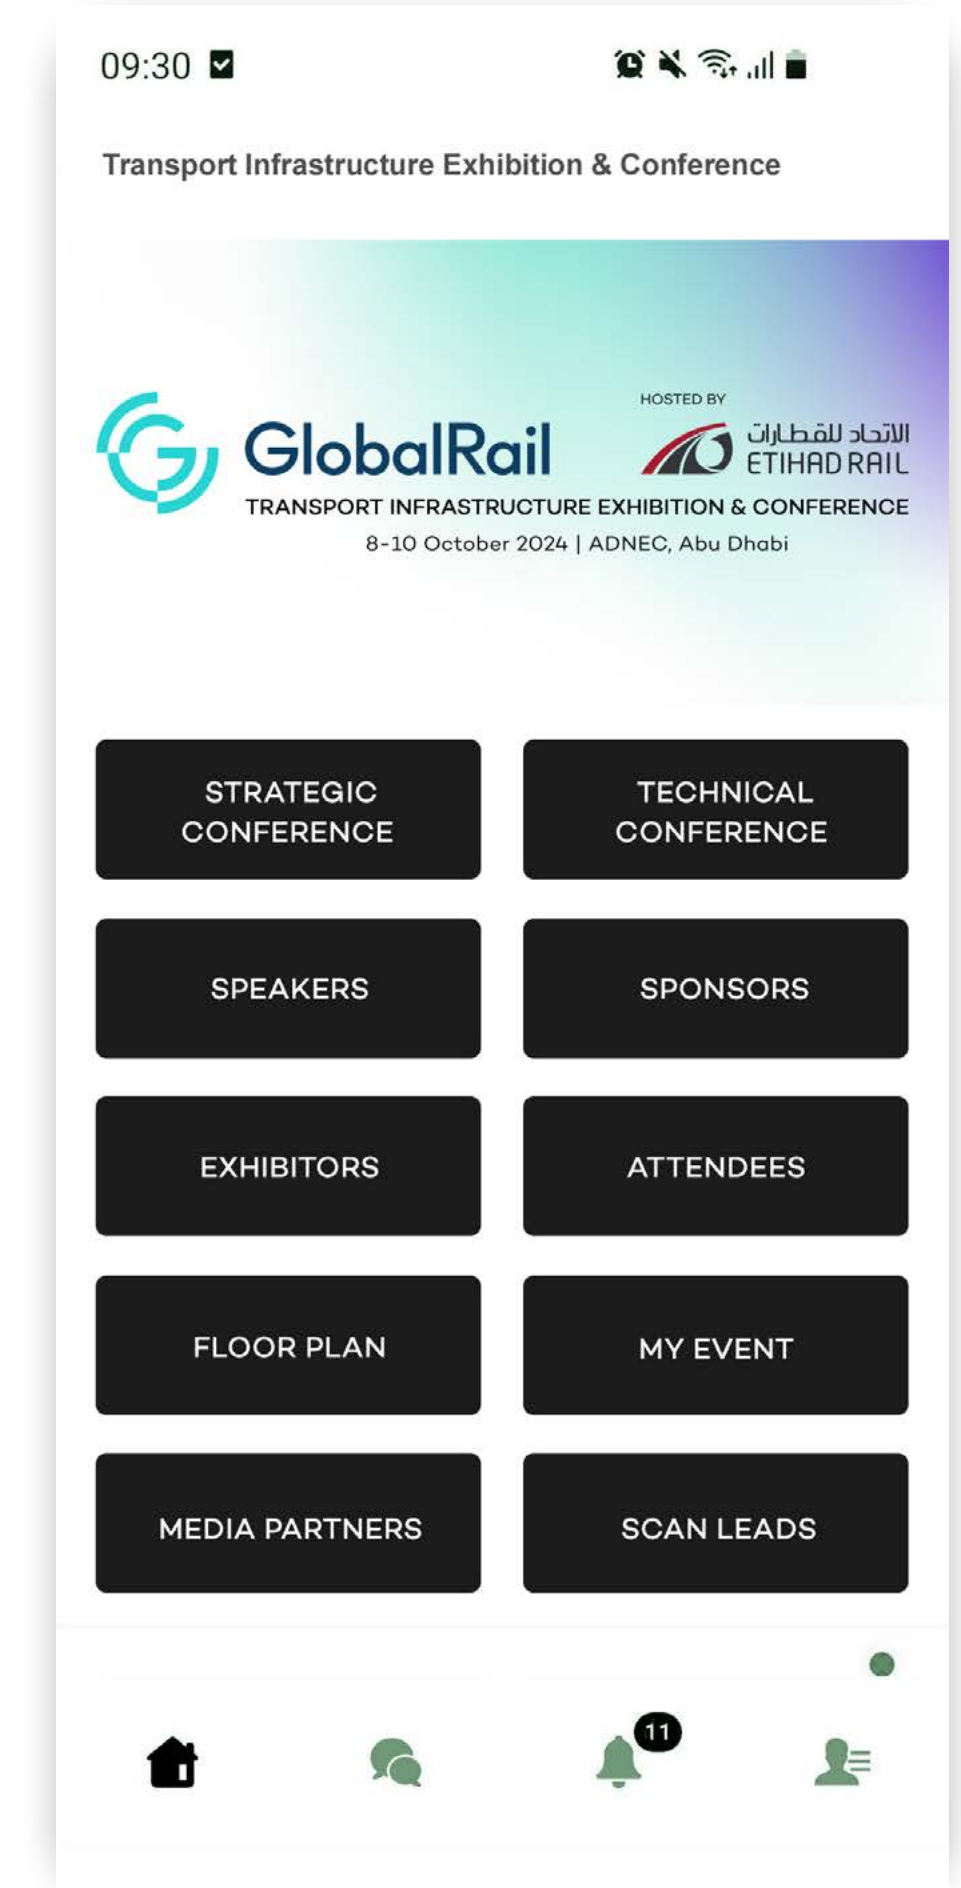 09:30
Transport Infrastructure Exhibition & Conference
HOSTED BY
GlobalRail
الاتحاد للقطارات
ETIHAD RAIL
TRANSPORT INFRASTRUCTURE EXHIBITION & CONFERENCE
8-10 October 2024 | ADNEC, Abu Dhabi
STRATEGIC
CONFERENCE
TECHNICAL
CONFERENCE
SPEAKERS
SPONSORS
EXHIBITORS
ATTENDEES
FLOOR PLAN
MY EVENT
MEDIA PARTNERS
SCAN LEADS
11